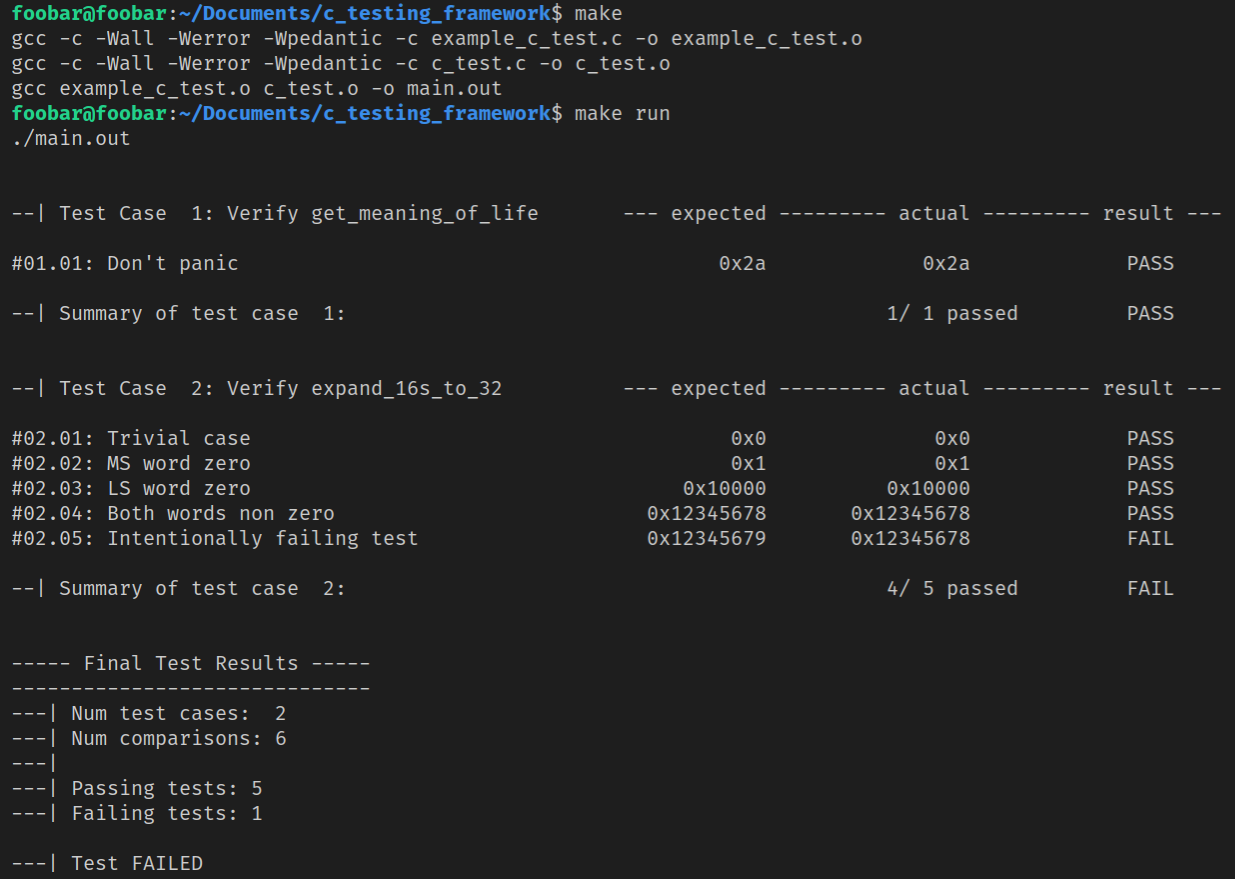 foobar@foobar:~/Documents/c_testing_framework$ make
gcc -c -Wall -Werror -Wpedantic -c example_c_test.c -o example_c_test.o
gcc -c -Wall -Werror -Wpedantic -c c_test.c -o c_test.o
gcc example_c_test.o c_test.o -o main.out
foobar@foobar:~/Documents/c_testing_framework$ make run
./main.out
--| Test Case  1: Verify get_meaning_of_life       --- expected --------- actual --------- result ---
#01.01: Don't panic                                        0x2a             0x2a             PASS
--| Summary of test case  1:                                             1/ 1 passed         PASS
--| Test Case  2: Verify expand_16s_to_32          --- expected --------- actual --------- result ---
#02.01: Trivial case                                        0x0              0x0             PASS
#02.02: MS word zero                                        0x1              0x1             PASS
#02.03: LS word zero                                    0x10000          0x10000             PASS
#02.04: Both words non zero                          0x12345678       0x12345678             PASS
#02.05: Intentionally failing test                   0x12345679       0x12345678             FAIL
--| Summary of test case  2:                                             4/ 5 passed         FAIL
----- Final Test Results -----
------------------------------
---| Num test cases:  2
---| Num comparisons: 6
---|
---| Passing tests: 5
---| Failing tests: 1
---| Test FAILED